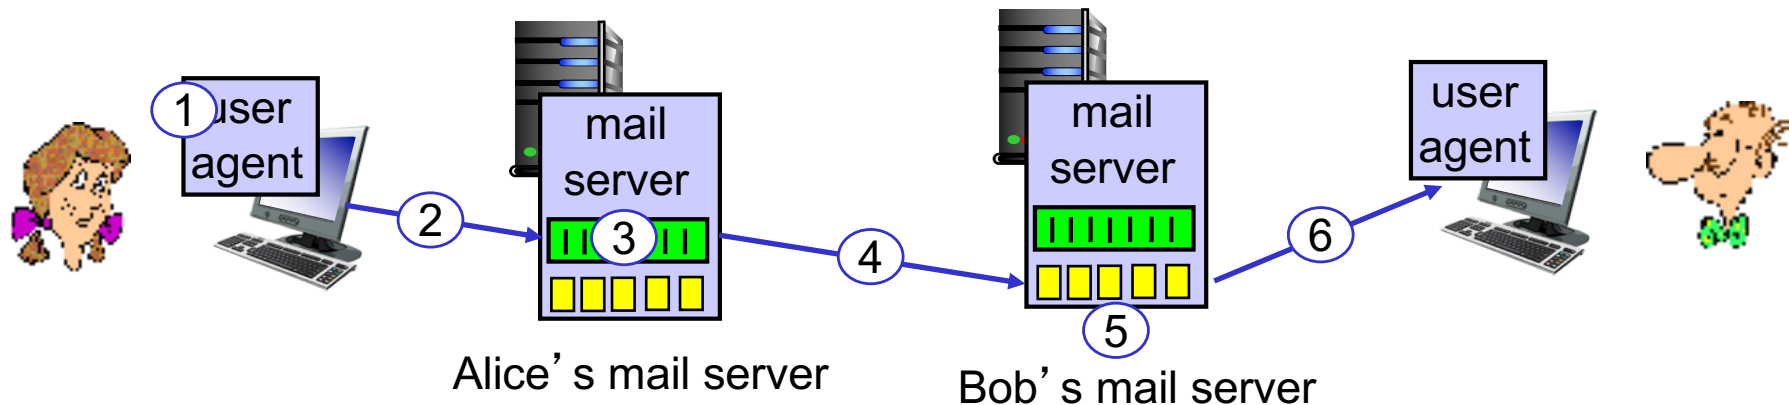 1
user
agent
2
mail
server
3
Alice's mail server
4
mail
server
5
Bob's mail server
6
user
agent